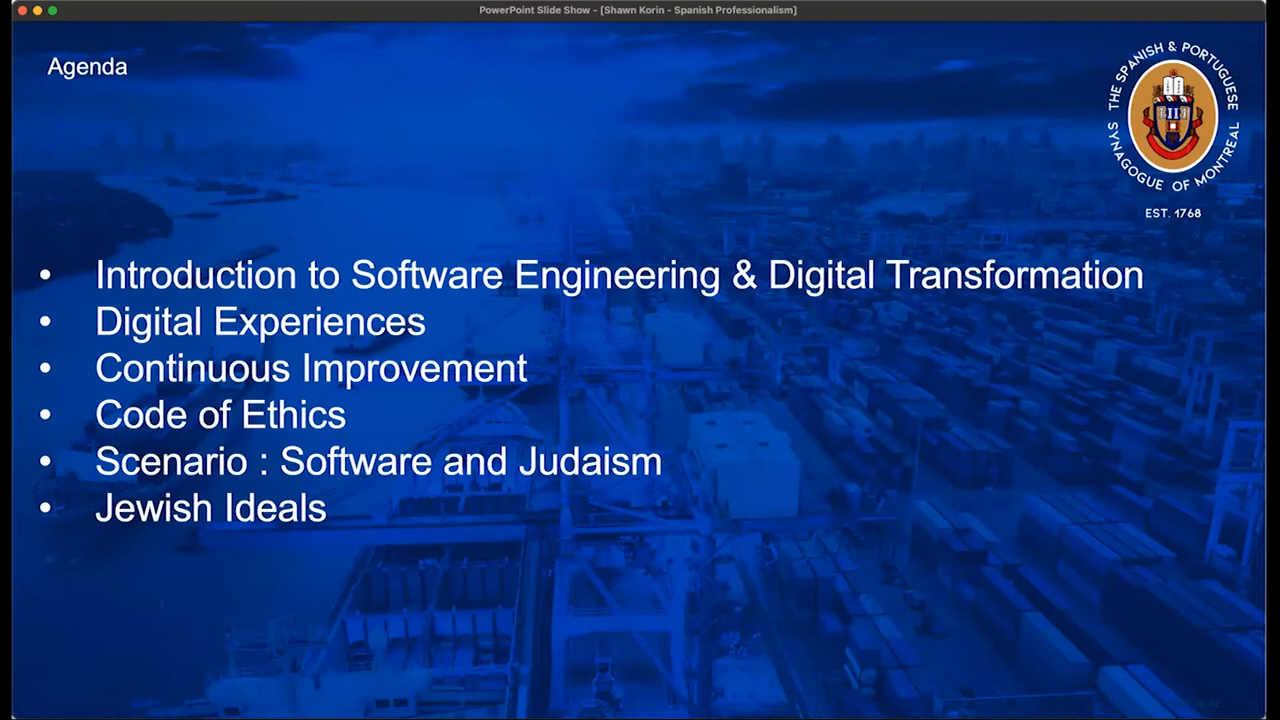 PowerPoint Slide Show - [Shawn Korin - Spanish Professionalism]
Agenda
THE SPANISH & PORTUGUESE
SYNAGOGUE OF MONTREAL
EST. 1768
• Introduction to Software Engineering & Digital Transformation
• Digital Experiences
• Continuous Improvement
• Code of Ethics
• Scenario : Software and Judaism
• Jewish Ideals